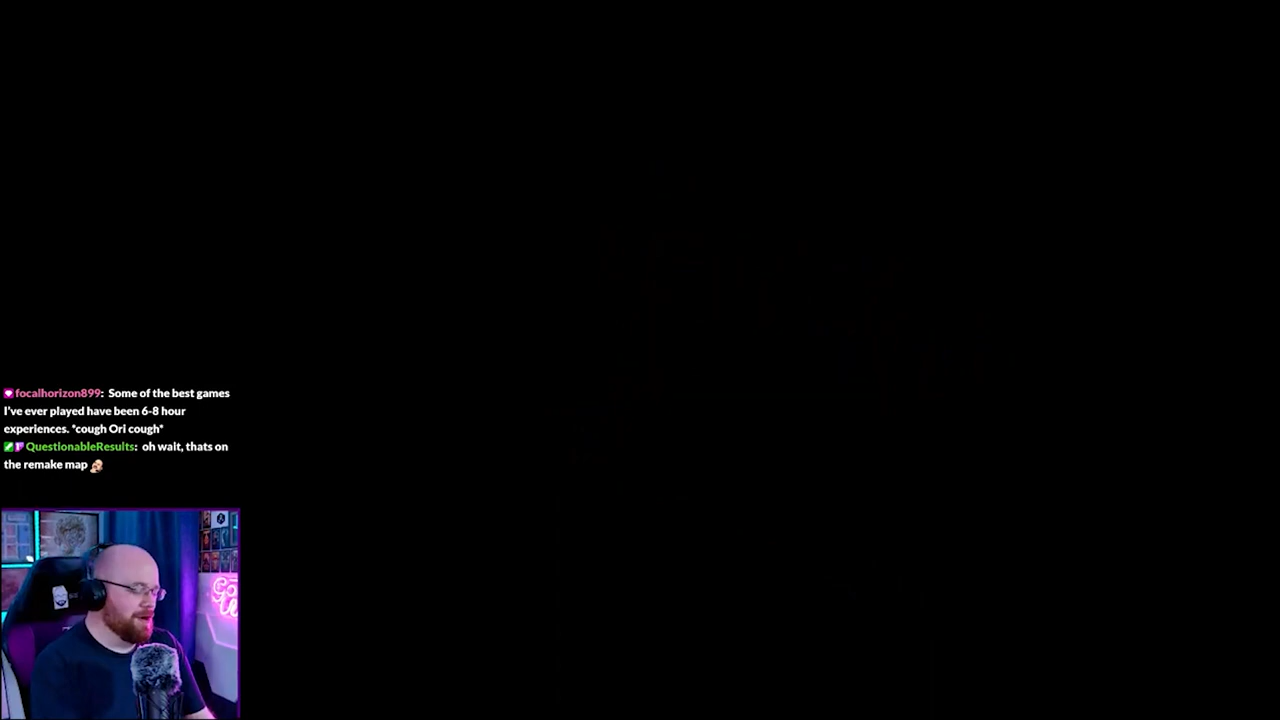 focalhorizon899: Some of the best games
I've ever played have been 6-8 hour
experiences. *cough Ori cough*
QuestionableResults: oh wait, thats on
the remake map